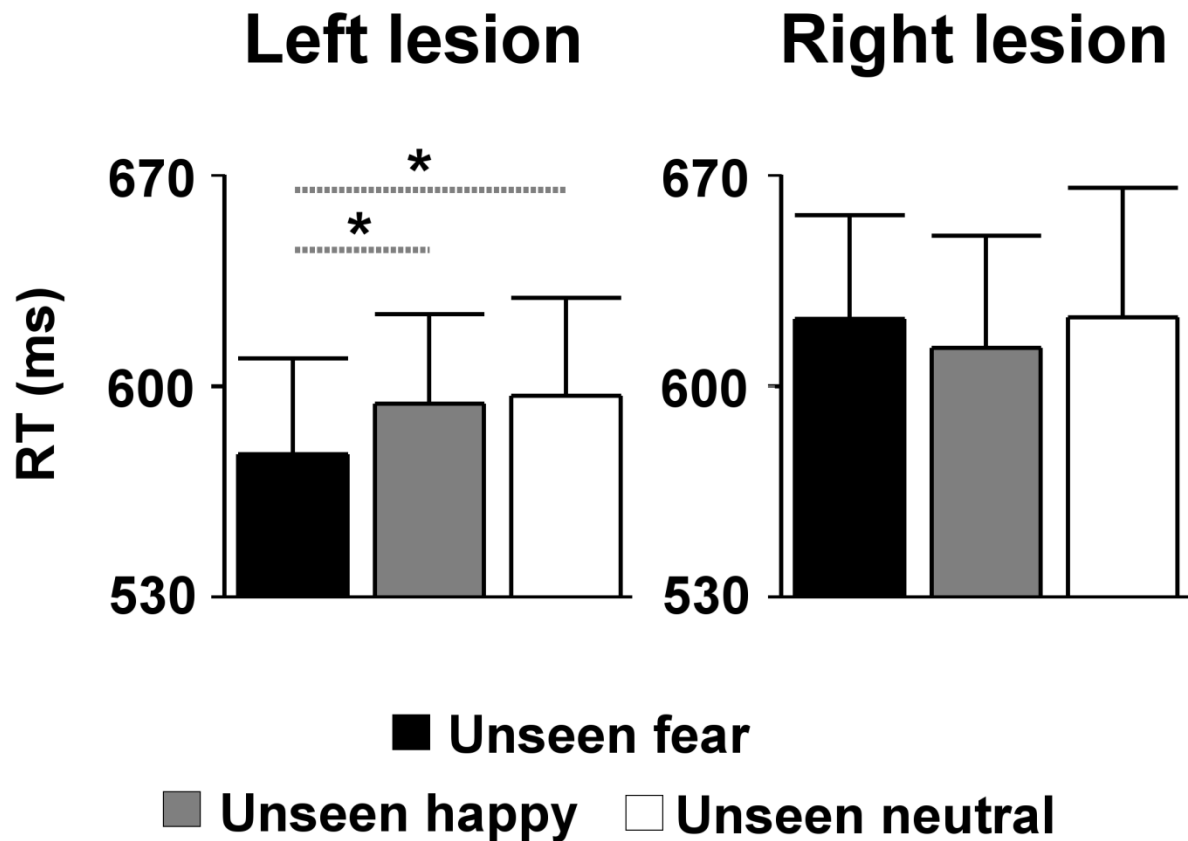 Left lesion
Right lesion
RT (ms)
670
600
530
*
*
670
600
530
Unseen fear
Unseen happy
Unseen neutral